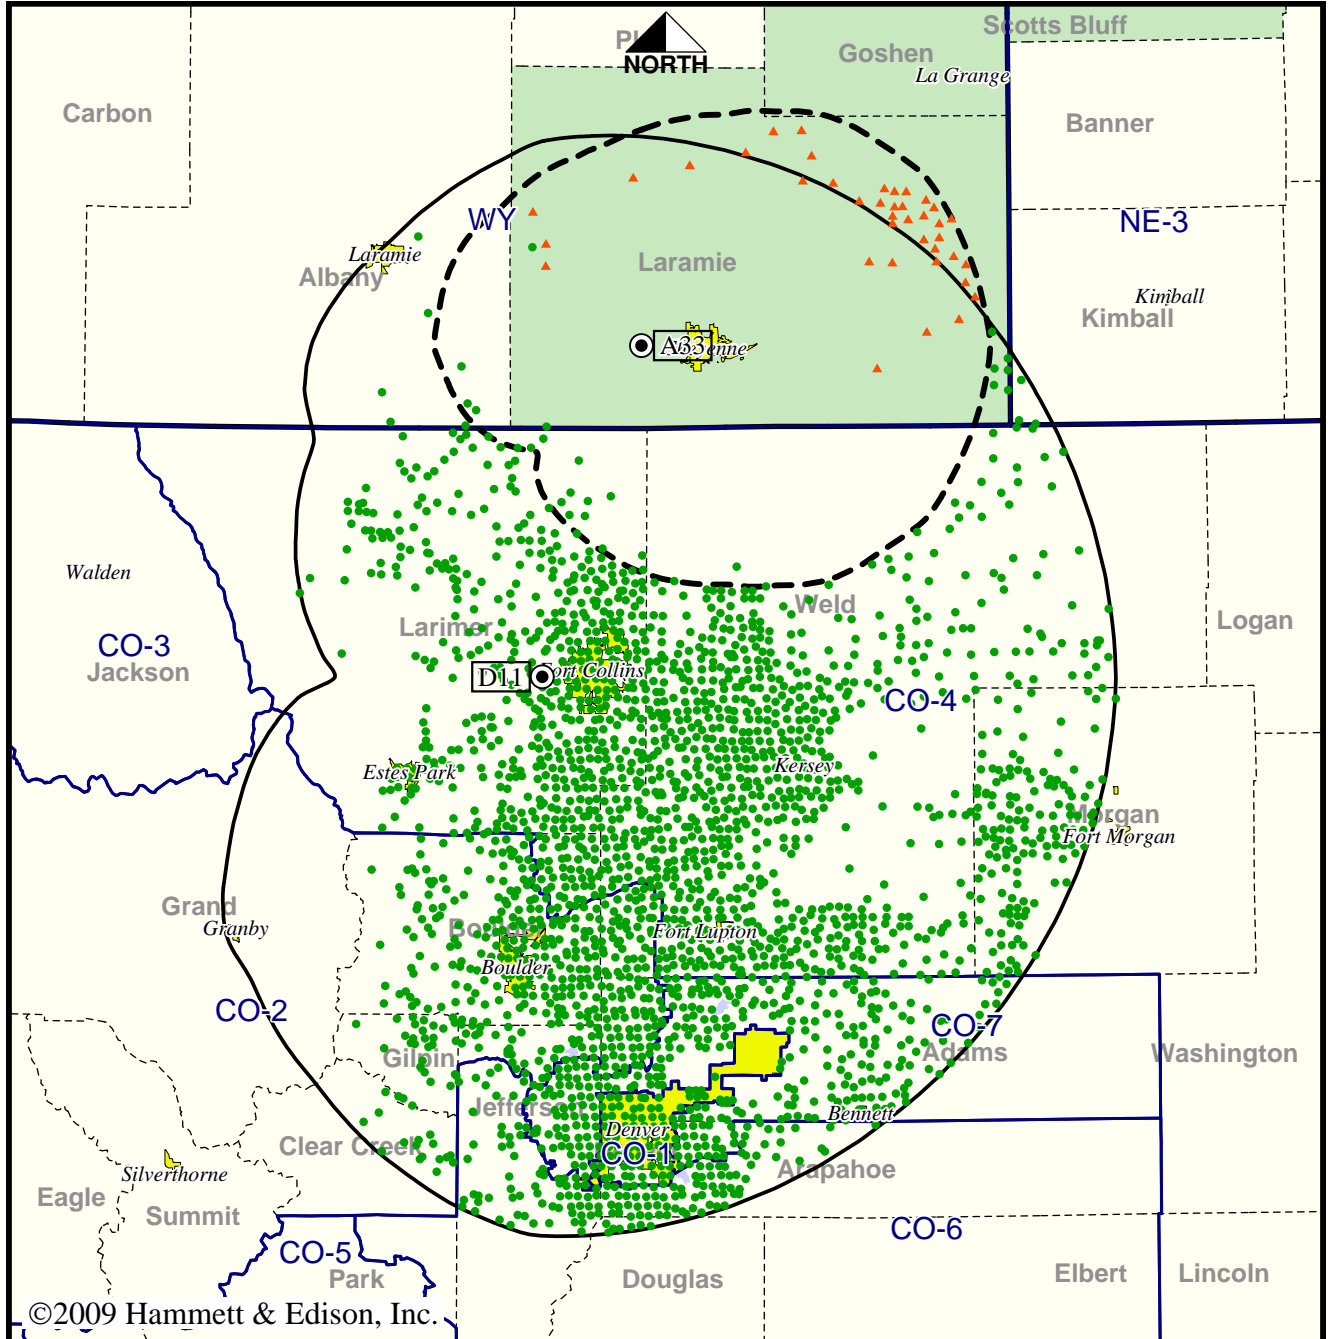 Scotts Bluff
NORTH
Goshen
La Grange
Carbon
Banner
WY
NE-3
Laramie
Laramie
Albany
Kimball
Kimball
A33
enne
Walden
Weld
Larimer
Logan
CO-3
Jackson
D11
Fort Collins
CO-4
Estes Park
Kersey
Morgan
Fort Morgan
Grand
Granby
Fort Lupton
Boulder
CO-2
CO-7
Gilpin
Adams
Washington
Jefferson
Bennett
Denver
Clear Creek
CO-1
Arapahoe
Silverthorne
Eagle
Summit
CO-6
CO-5
Park
Douglas
Elbert
Lincoln
©2009 Hammett & Edison, Inc.